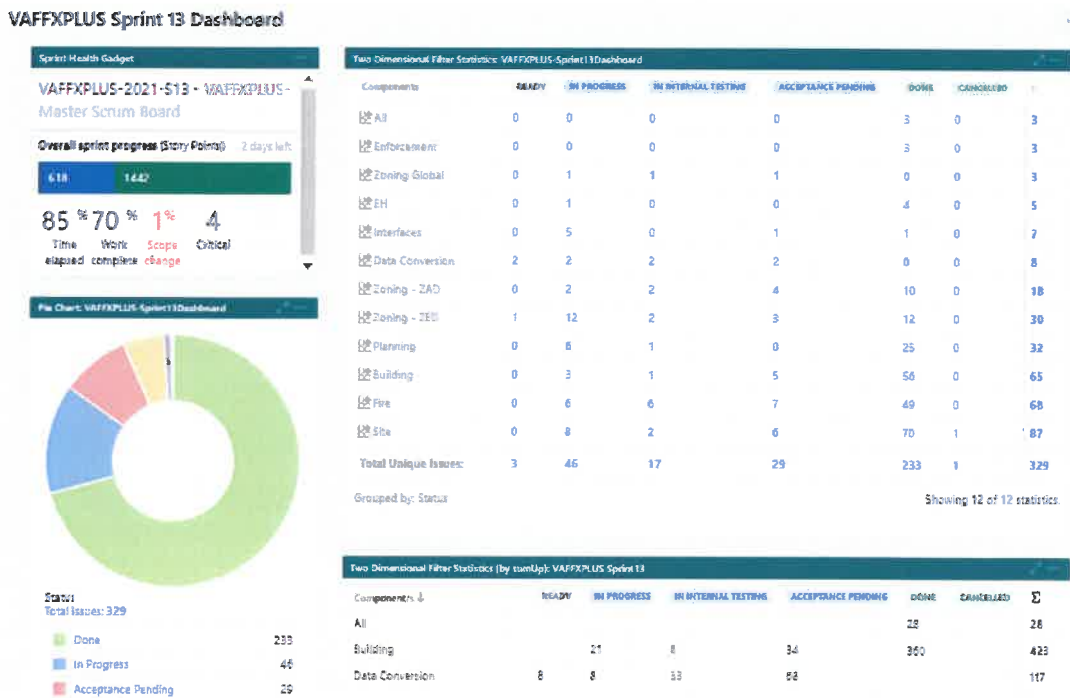 VAFFXPLUS Sprint 13 Dashboard
Sprint Health Gadget
VAFFXPLUS-2021-S13 - VAFFXPLUS -
Master Scrum Board
Overall sprint progress (Story Points) 2 days left
618 1442
85 % 70 % 1% 4
Time elapsed Work complete Scope change Critical
Pie Chart: VAFFXPLUS-Sprint13Dashboard
Status
Total Issues: 329
Done 233
In Progress 46
Acceptance Pending 29
Two Dimensional Filter Statistics: VAFFXPLUS-Sprint13Dashboard
Components READY IN PROGRESS IN INTERNAL TESTING ACCEPTANCE PENDING DONE CANCELLED
All 0 0 0 0 3 0 3
Enforcement 0 0 0 0 3 0 3
Zoning Global 0 1 1 1 0 0 3
EH 0 1 0 0 4 0 5
Interfaces 0 5 0 1 1 0 7
Data Conversion 2 2 2 2 0 0 8
Zoning - ZAD 0 2 2 4 10 0 18
Zoning - ZEB 1 12 2 3 12 0 30
Planning 0 6 1 0 25 0 32
Building 0 3 1 5 56 0 65
Fire 0 6 6 7 49 0 68
Site 0 8 2 6 70 1 87
Total Unique Issues: 3 46 17 29 233 1 329
Grouped by: Status
Showing 12 of 12 statistics.
Two Dimensional Filter Statistics (by sumUp): VAFFXPLUS Sprint 13
Components ↓ READY IN PROGRESS IN INTERNAL TESTING ACCEPTANCE PENDING DONE CANCELLED Σ
All 28 28
Building 21 34 360 423
Data Conversion 8 8 33 68 117